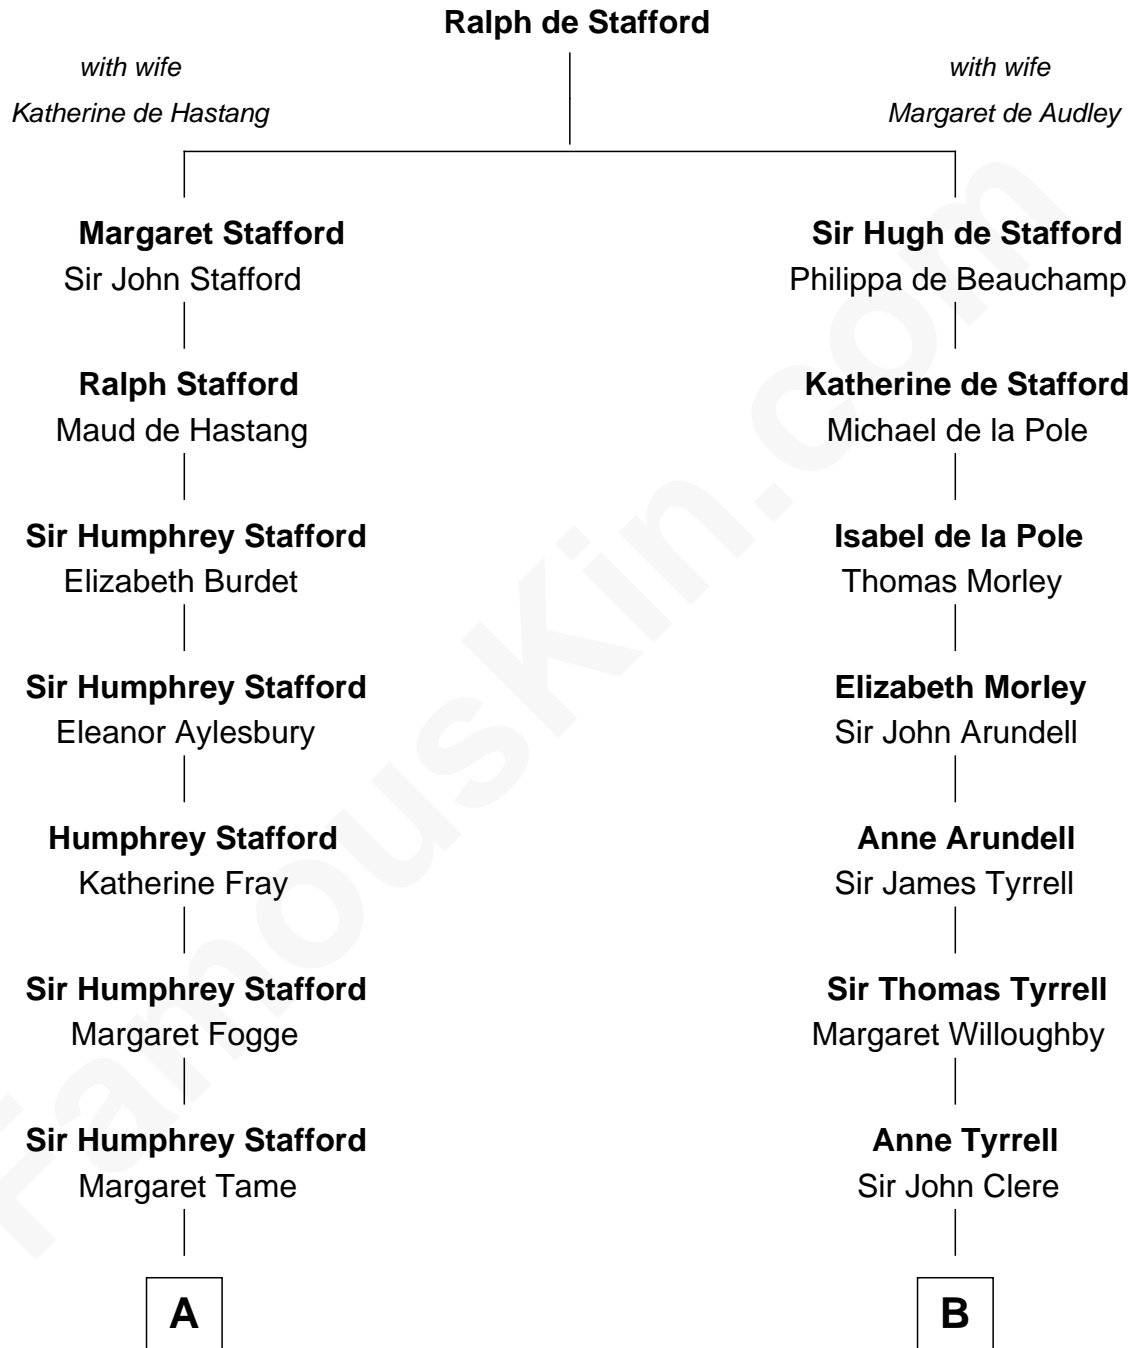 Ralph de Stafford
with wife
Katherine de Hastang
with wife
Margaret de Audley
Margaret Stafford
Sir John Stafford
Sir Hugh de Stafford
Philippa de Beauchamp
Ralph Stafford
Maud de Hastang
Katherine de Stafford
Michael de la Pole
Sir Humphrey Stafford
Elizabeth Burdet
Isabel de la Pole
Thomas Morley
Sir Humphrey Stafford
Eleanor Aylesbury
Elizabeth Morley
Sir John Arundell
Humphrey Stafford
Katherine Fray
Anne Arundell
Sir James Tyrrell
Sir Humphrey Stafford
Margaret Fogge
Sir Thomas Tyrrell
Margaret Willoughby
Sir Humphrey Stafford
Margaret Tame
Anne Tyrrell
Sir John Clere
A
B
FamousKin.com